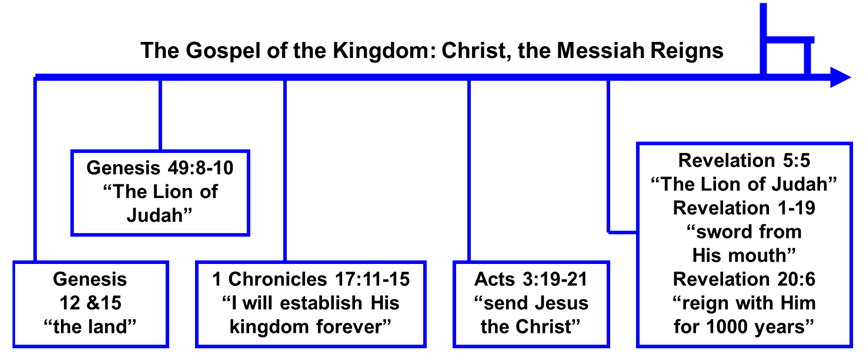 The Gospel of the Kingdom: Christ, the Messiah Reigns
Genesis 49:8-10
“The Lion of
Judah”
Genesis
12 &15
“the land”
1 Chronicles 17:11-15
“I will establish His
kingdom forever”
Acts 3:19-21
“send Jesus
the Christ”
Revelation 5:5
“The Lion of Judah”
Revelation 1-19
“sword from
His mouth”
Revelation 20:6
“reign with Him
for 1000 years”